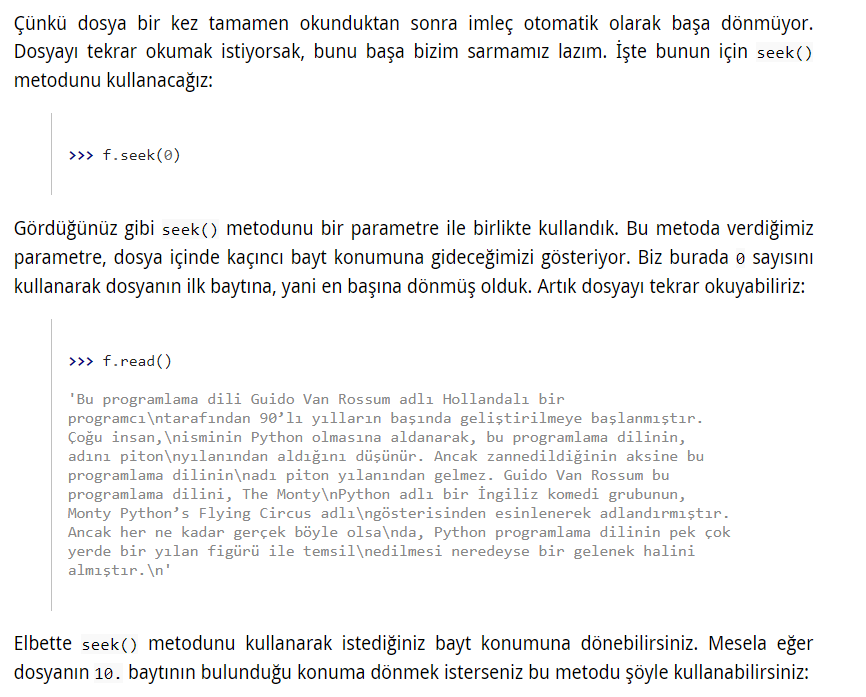 Çünkü dosya bir kez tamamen okunduktan sonra imleç otomatik olarak başa dönmüyor.
Dosyayı tekrar okumak istiyorsak, bunu başa bizim sarmamız lazım. İşte bunun için seek()
metodunu kullanacağız:
>>> f.seek(0)
Gördüğünüz gibi seek() metodunu bir parametre ile birlikte kullandık. Bu metoda verdiğimiz
parametre, dosya içinde kaçıncı bayt konumuna gideceğimizi gösteriyor. Biz burada 0 sayısını
kullanarak dosyanın ilk baytına, yani en başına dönmüş olduk. Artık dosyayı tekrar okuyabiliriz:
>>> f.read()
'Bu programlama dili Guido Van Rossum adlı Hollandalı bir
programcı\ntarafından 90’lı yılların başında geliştirilmeye başlanmıştır.
Çoğu insan,\nisminin Python olmasına aldanarak, bu programlama dilinin,
adını piton\nyılanından aldığını düşünür. Ancak zannedildiğinin aksine bu
programlama dilinin\nadı piton yılanından gelmez. Guido Van Rossum bu
programlama dilini, The Monty\nPython adlı bir İngiliz komedi grubunun,
Monty Python’s Flying Circus adlı\ngösterisinden esinlenerek adlandırmıştır.
Ancak her ne kadar gerçek böyle olsa\nda, Python programlama dilinin pek çok
yerde bir yılan figürü ile temsil\nedilmesi neredeyse bir gelenek halini
almıştır.\n'
Elbette seek() metodunu kullanarak istediğiniz bayt konumuna dönebilirsiniz. Mesela eğer
dosyanın 10. baytının bulunduğu konuma dönmek isterseniz bu metodu şöyle kullanabilirsiniz: